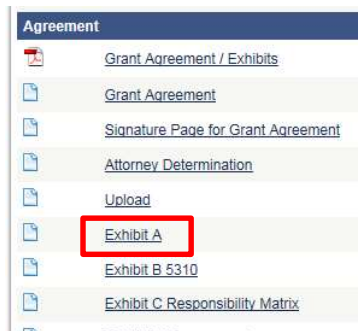 Agreement
Grant Agreement / Exhibits
Grant Agreement
Signature Page for Grant Agreement
Attorney Determination
Upload
Exhibit A
Exhibit B 5310
Exhibit C Responsibility Matrix